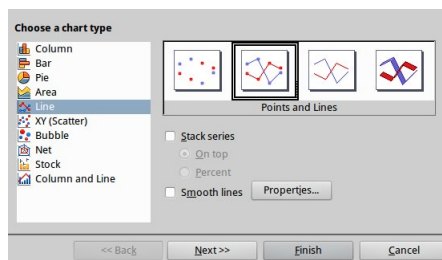 Choose a chart type
Column
Bar
Pie
Area
Line
XY (Scatter)
Bubble
Net
Stock
Column and Line
Points and Lines
Stack series
On top
Percent
Smooth lines
Properties...
<< Back
Next >>
Finish
Cancel